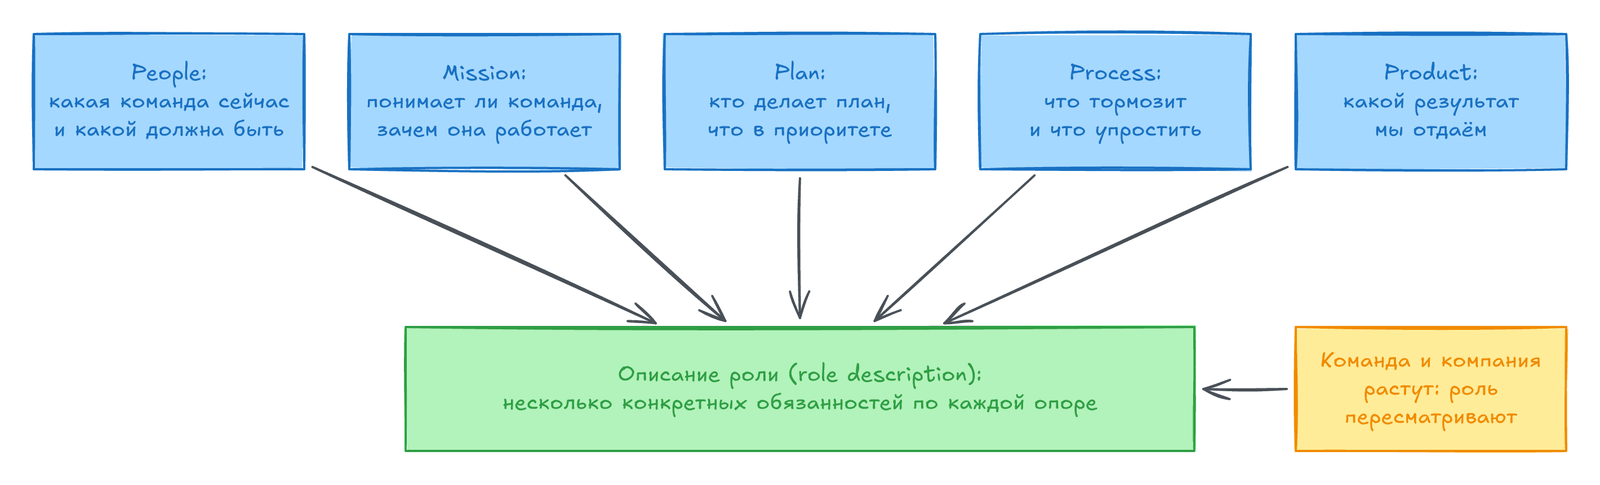 People:
какая команда сейчас
и какой должна быть
Mission:
понимает ли команда,
зачем она работает
Plan:
кто делает план,
что в приоритете
Process:
что тормозит
и что упростить
Product:
какой результат
мы отдаём
Описание роли (role description):
несколько конкретных обязанностей по каждой опоре
Команда и компания
растут: роль
пересматривают